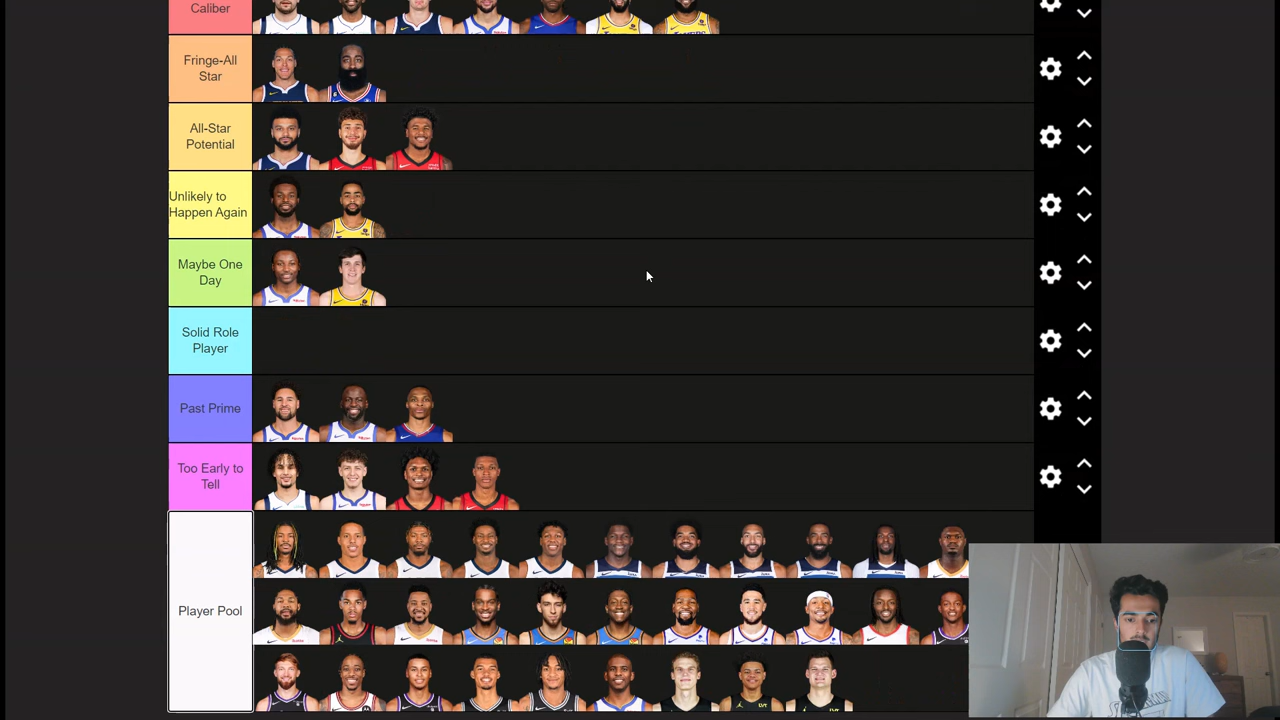 Caliber
Fringe-All
Star
All-Star
Potential
Unlikely to
Happen Again
Maybe One
Day
Solid Role
Player
Past Prime
Too Early to
Tell
Player Pool